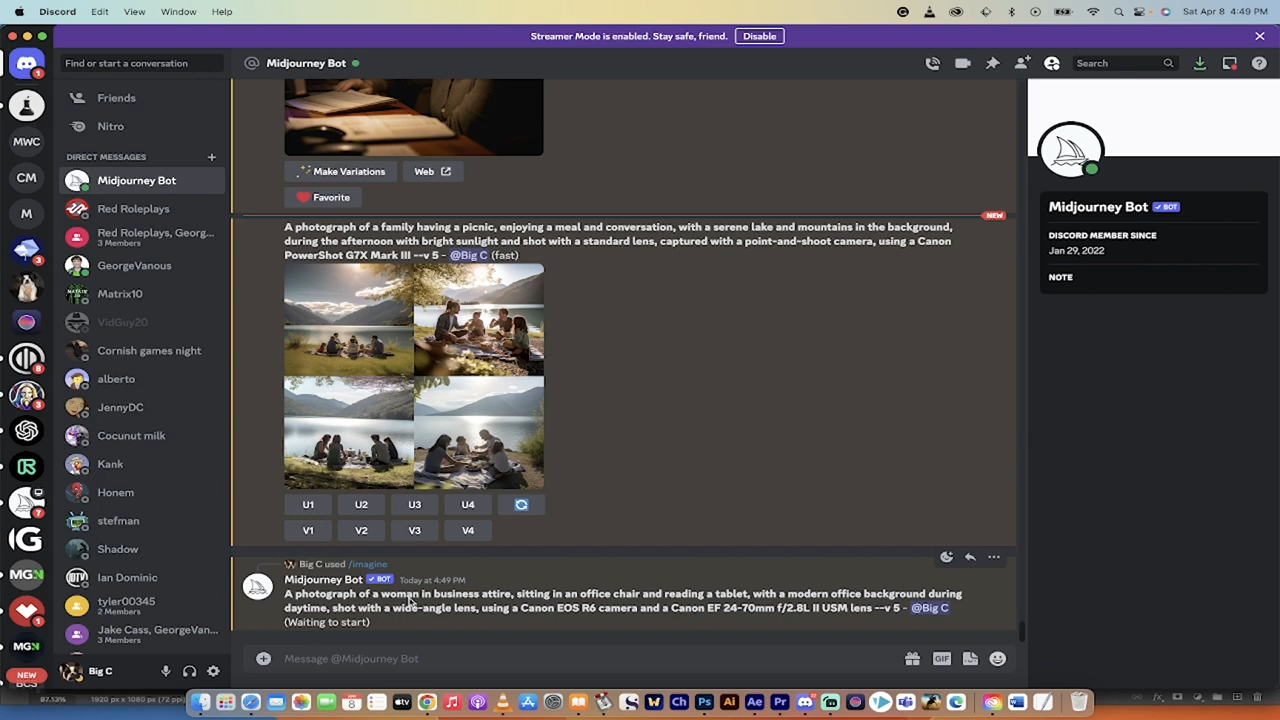 Discord Edit View Window Help Sat Apr 8 4:49 PM
Streamer Mode is enabled. Stay safe, friend. Disable
Find or start a conversation
Midjourney Bot
Search
Friends
Nitro
DIRECT MESSAGES
Midjourney Bot
Red Roleplays
Red Roleplays, Georg...
3 Members
GeorgeVanous
Matrix10
VidGuy20
Cornish games night
alberto
JennyDC
Coconut milk
Kank
Honem
stefman
Shadow
Ian Dominic
tyler00345
2 Members
Jake Cass, GeorgeVan...
3 Members
Big C
MWC
CM
M
NEW
Make Variations
Web
Favorite
NEW
A photograph of a family having a picnic, enjoying a meal and conversation, with a serene lake and mountains in the background,
during the afternoon with bright sunlight and shot with a standard lens, captured with a point-and-shoot camera, using a Canon
PowerShot G7X Mark III --v 5 - @Big C (fast)
U1 U2 U3 U4
V1 V2 V3 V4
Big C used /imagine
Midjourney Bot BOT Today at 4:49 PM
A photograph of a woman in business attire, sitting in an office chair and reading a tablet, with a modern office background during
daytime, shot with a wide-angle lens, using a Canon EOS R6 camera and a Canon EF 24-70mm f/2.8L II USM lens --v 5 - @Big C
(Waiting to start)
Message @Midjourney Bot
GIF
Midjourney Bot BOT
DISCORD MEMBER SINCE
Jan 29, 2022
NOTE
87.13% 1920 px x 1080 px (72 ppi)